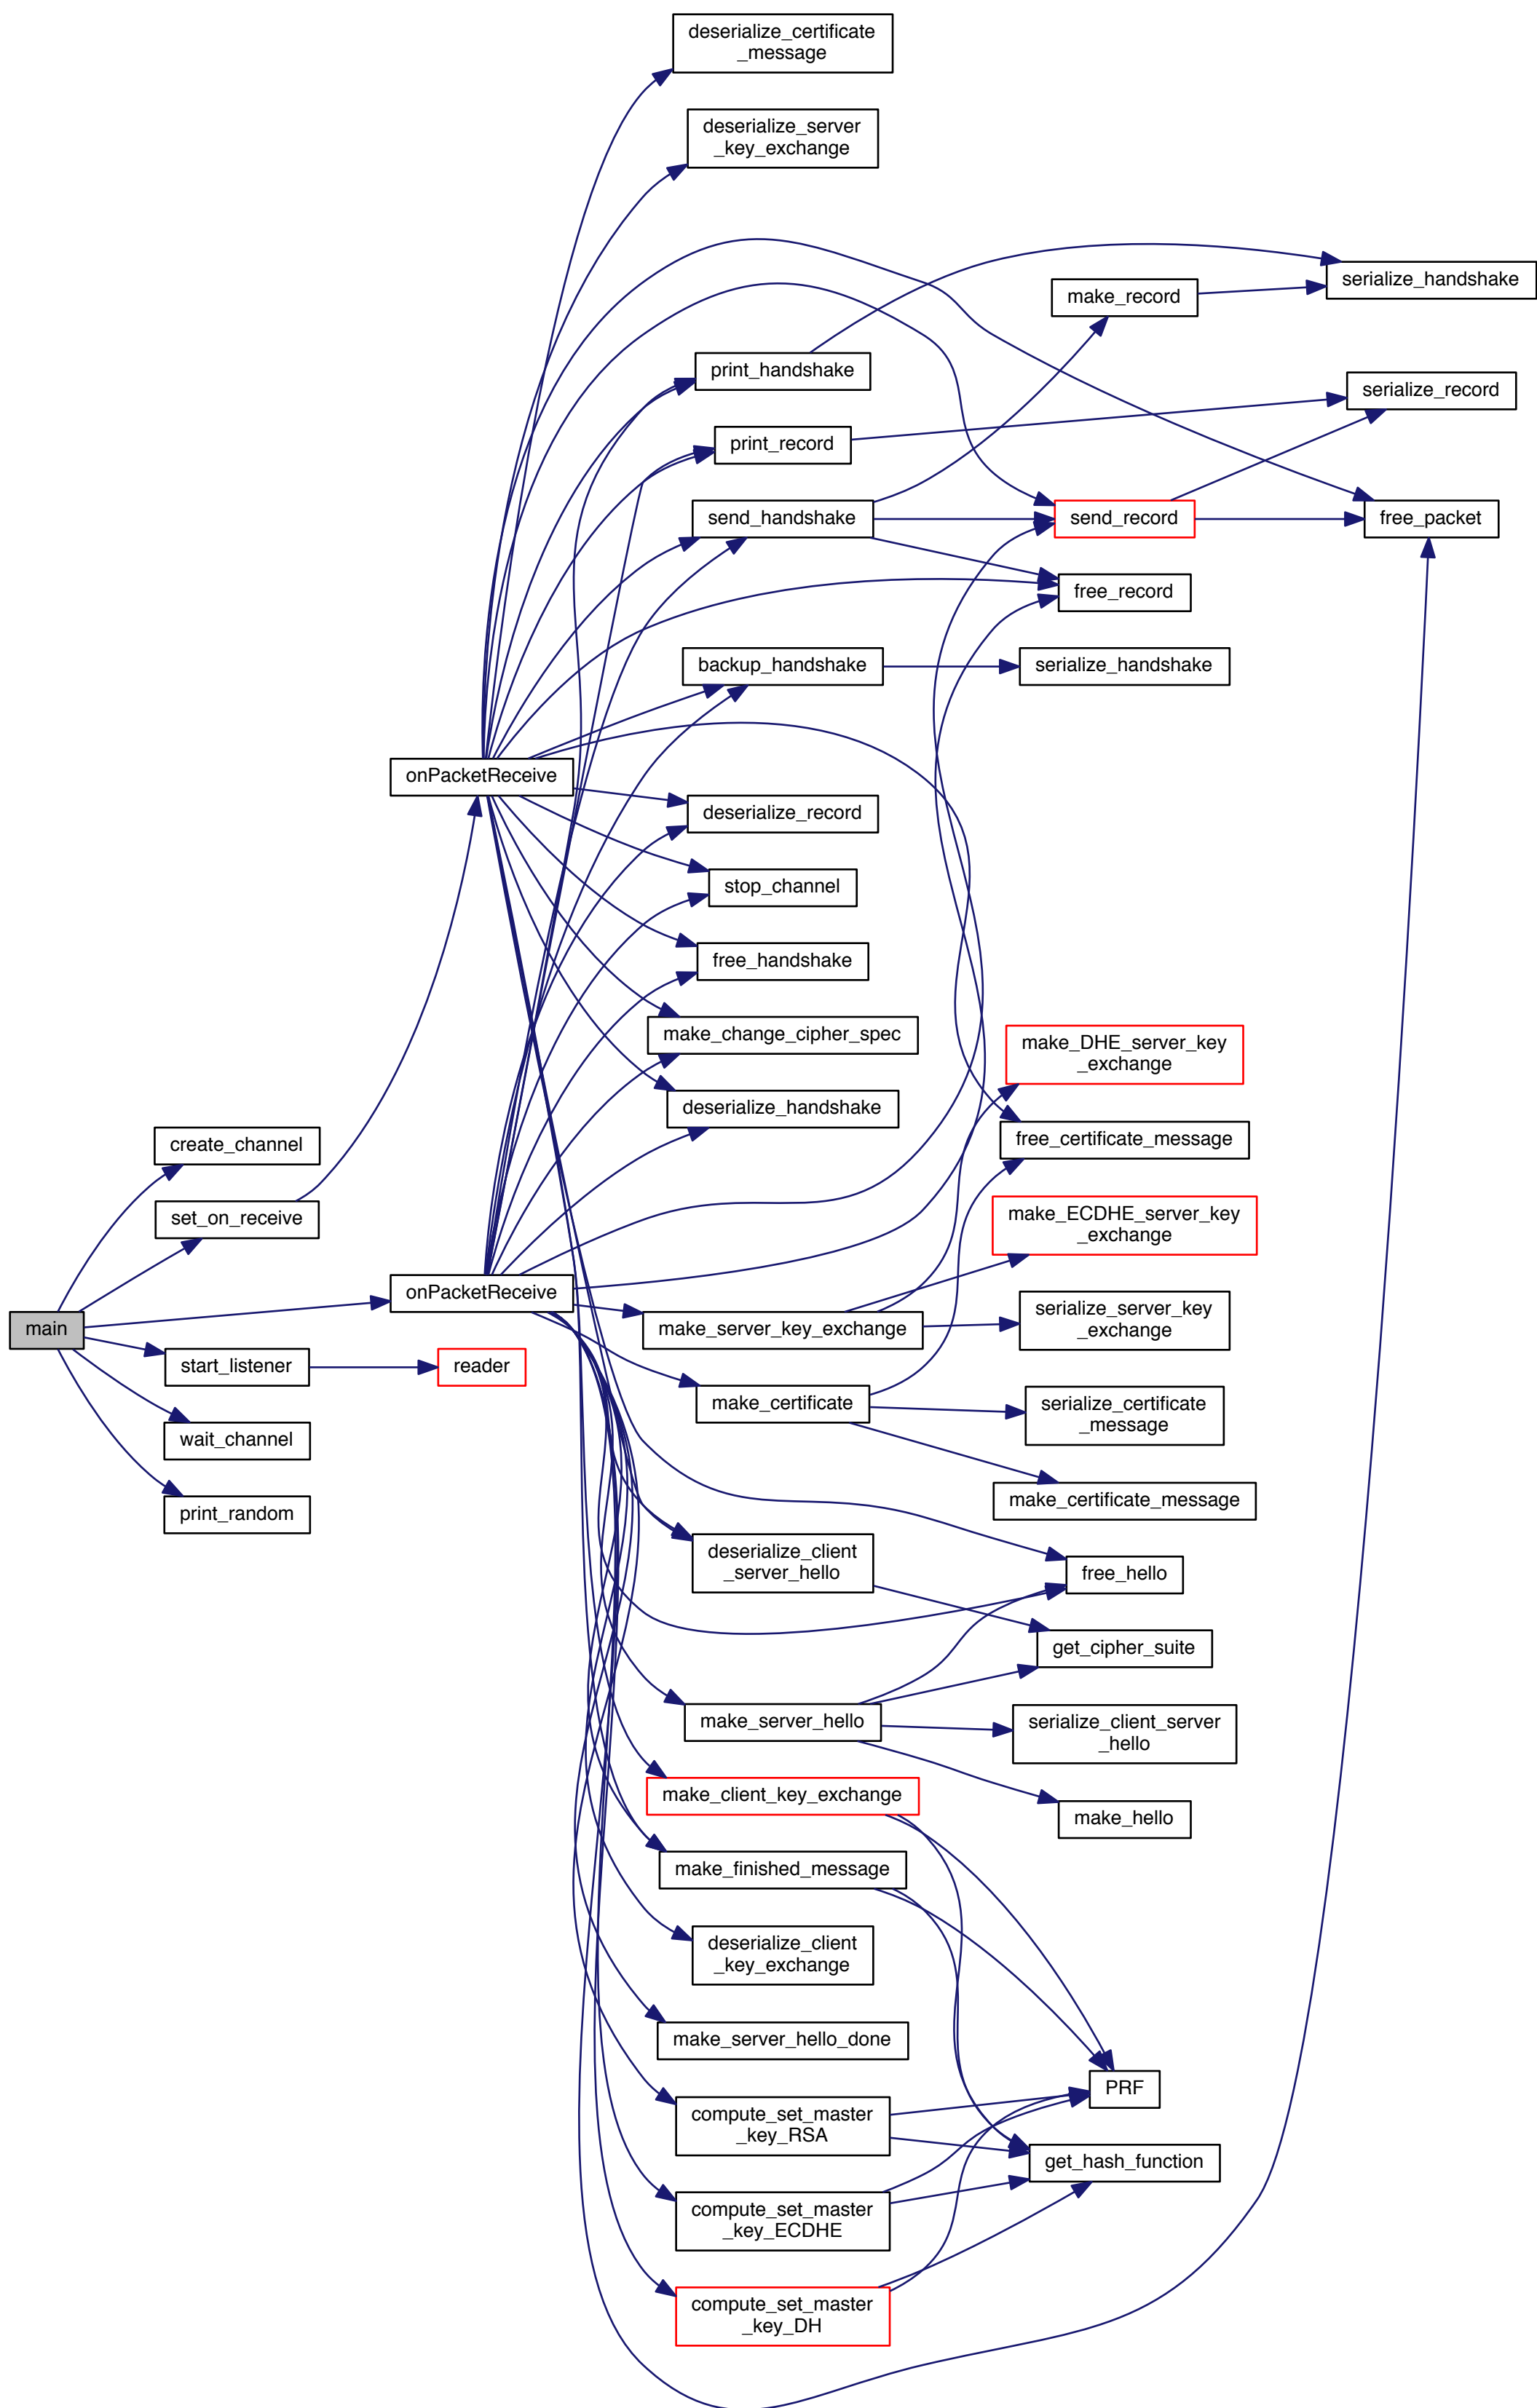 deserialize_certificate
_message
deserialize_server
_key_exchange
serialize_handshake
make_record
print_handshake
serialize_record
print_record
send_handshake
send_record
free_packet
free_record
backup_handshake
serialize_handshake
onPacketReceive
deserialize_record
stop_channel
free_handshake
make_change_cipher_spec
make_DHE_server_key
_exchange
deserialize_handshake
create_channel
free_certificate_message
set_on_receive
make_ECDHE_server_key
_exchange
onPacketReceive
main
make_server_key_exchange
serialize_server_key
_exchange
start_listener
reader
make_certificate
serialize_certificate
_message
wait_channel
make_certificate_message
print_random
deserialize_client
_server_hello
free_hello
get_cipher_suite
make_server_hello
serialize_client_server
_hello
make_client_key_exchange
make_hello
make_finished_message
deserialize_client
_key_exchange
make_server_hello_done
PRF
compute_set_master
_key_RSA
get_hash_function
compute_set_master
_key_ECDHE
compute_set_master
_key_DH